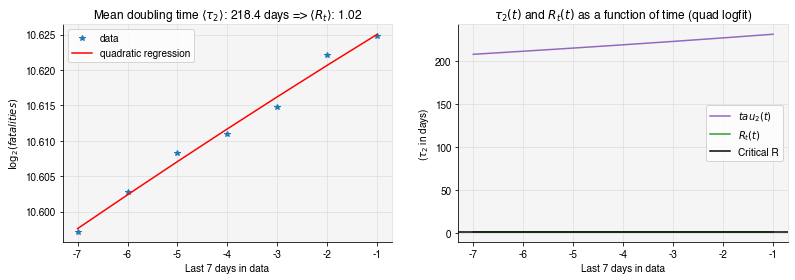 Mean doubling time ⟨τ₂⟩: 218.4 days => ⟨Rₜ⟩: 1.02
data
quadratic regression
10.625
10.620
10.615
10.610
10.605
10.600
log₂(fatalities)
-7 -6 -5 -4 -3 -2 -1
Last 7 days in data
τ₂(t) and Rₜ(t) as a function of time (quad logfit)
tau₂(t)
Rₜ(t)
Critical R
200
150
100
50
0
(τ₂ in days)
-7 -6 -5 -4 -3 -2 -1
Last 7 days in data